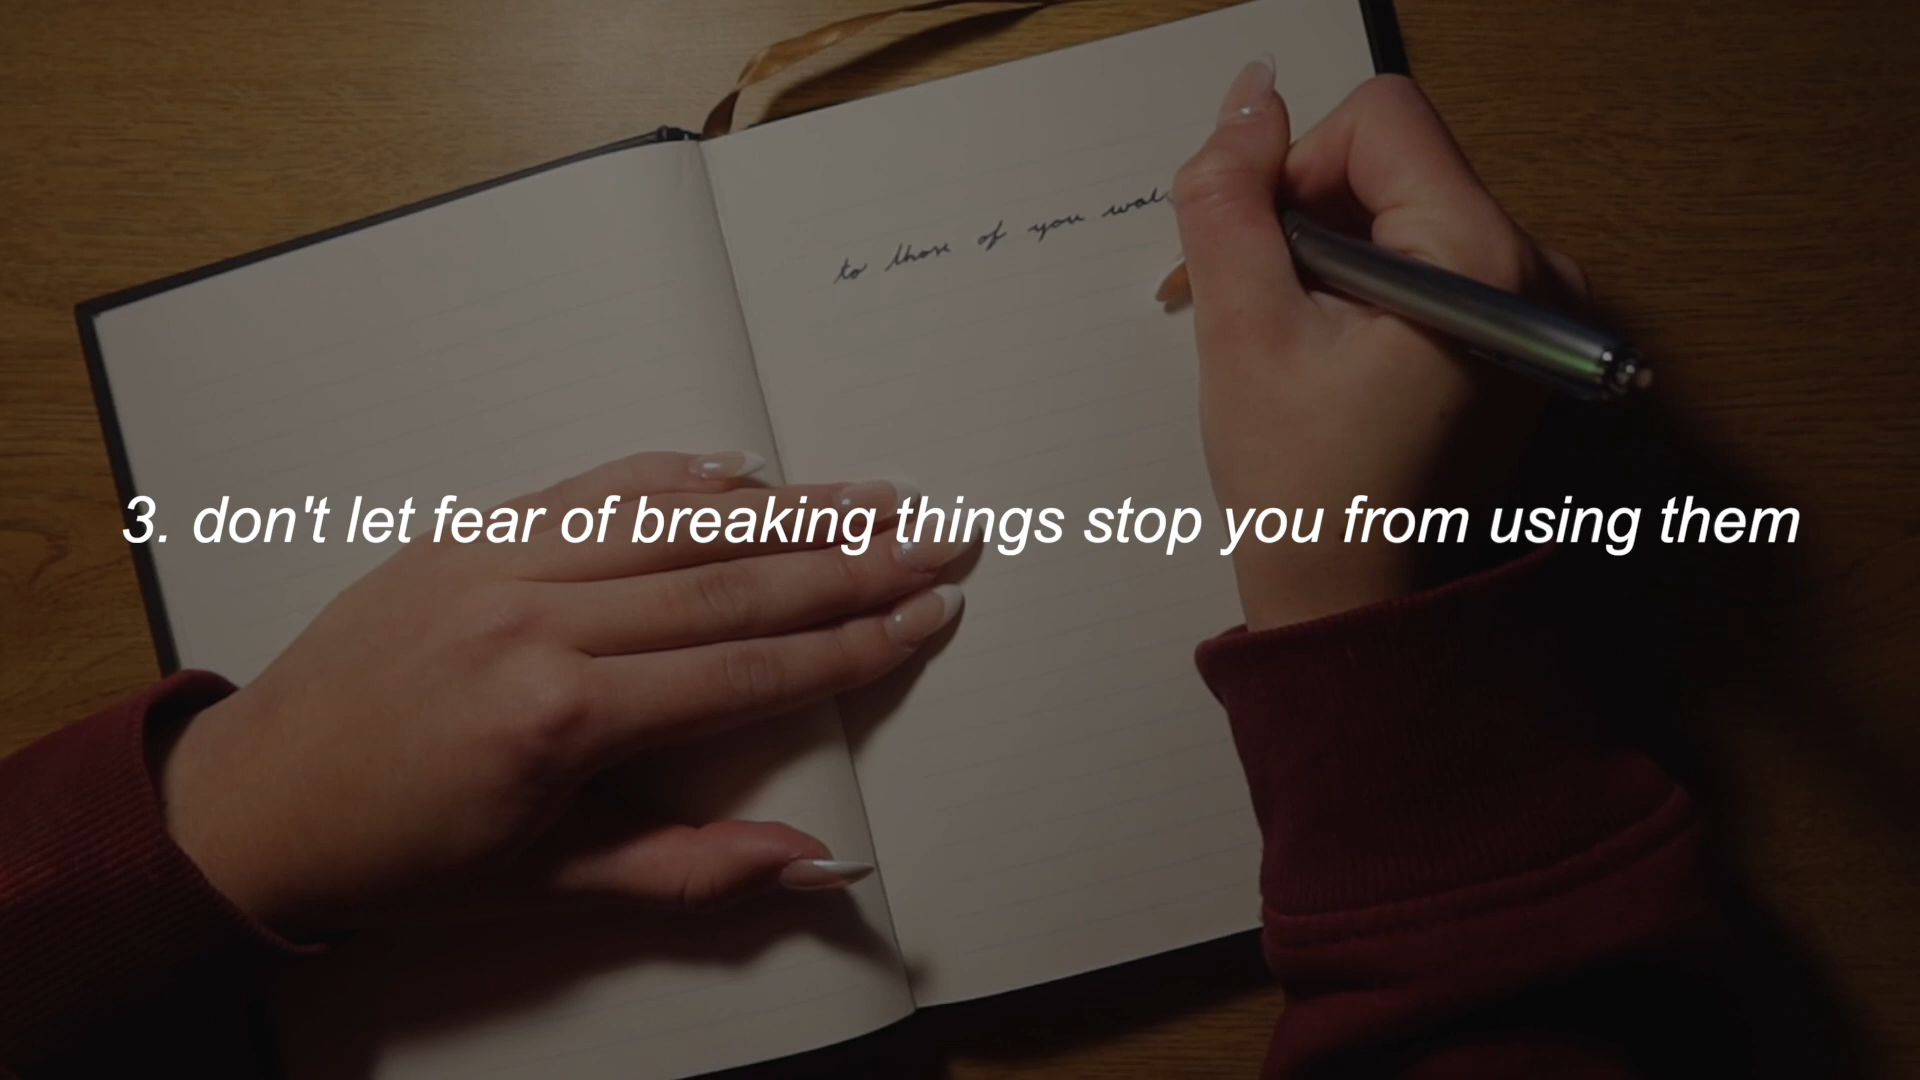 to those of you
3. don't let fear of breaking things stop you from using them